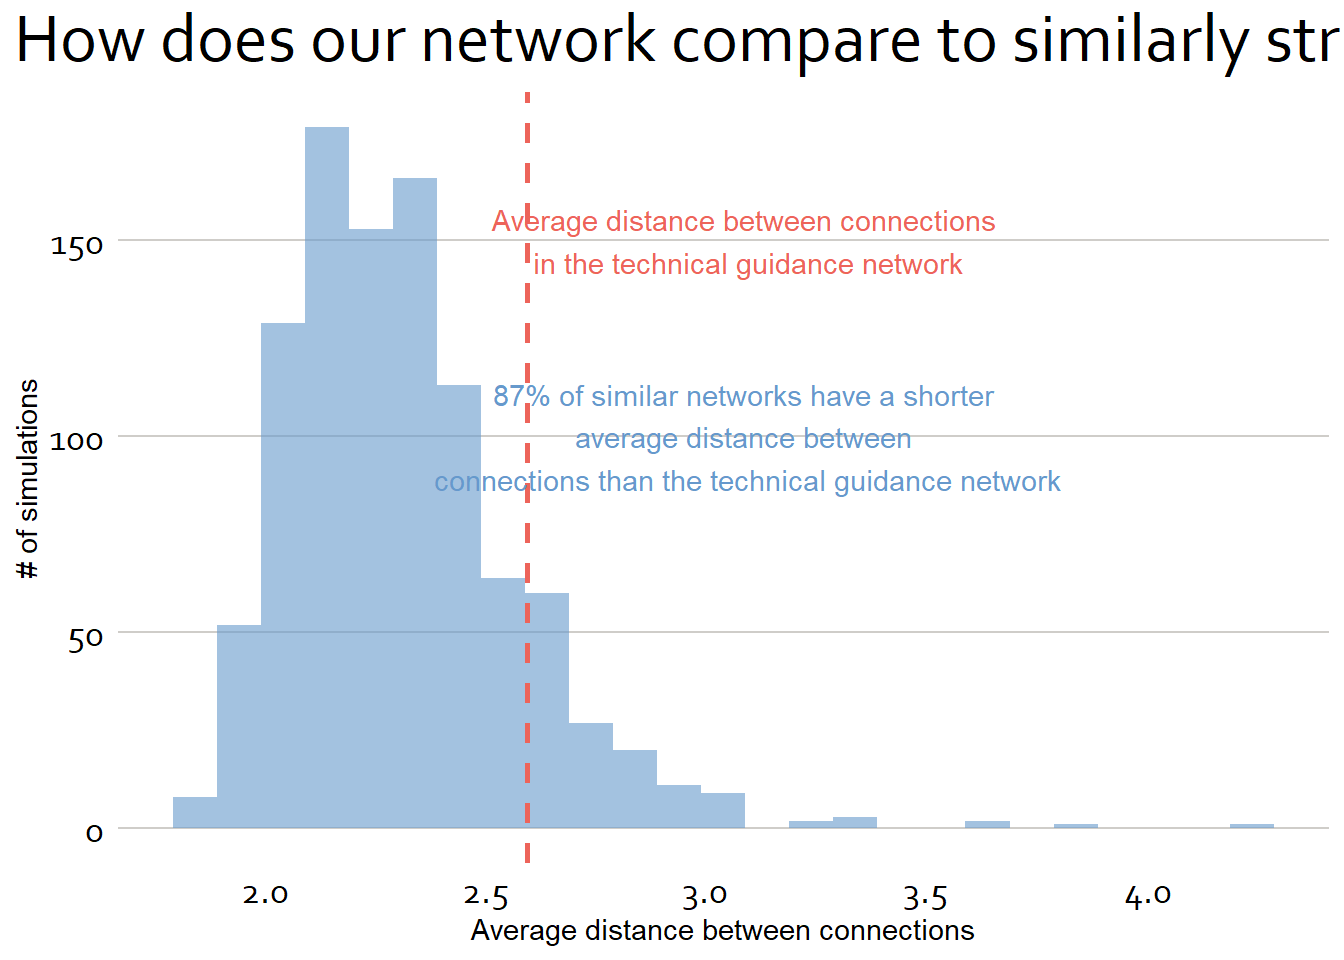 How does our network compare to similarly str
Average distance between connections
in the technical guidance network
87% of similar networks have a shorter
average distance between
connections than the technical guidance network
# of simulations
150
100
50
0
2.0 2.5 3.0 3.5 4.0
Average distance between connections